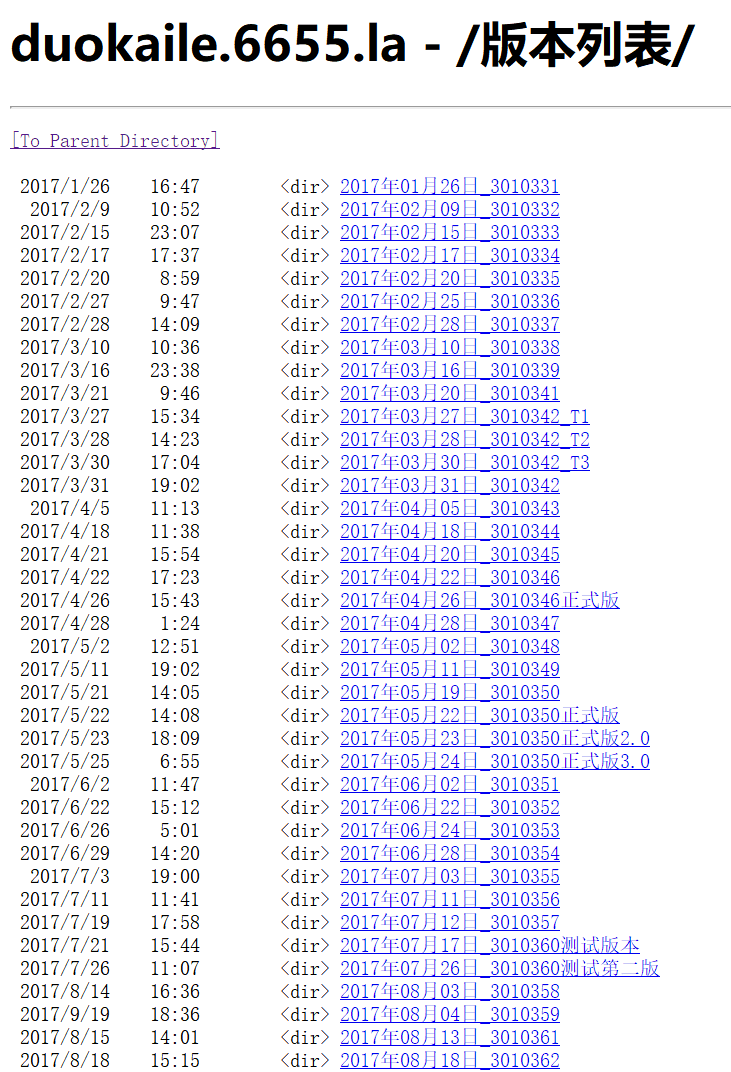 duokaile.6655.la - /版本列表/
[To Parent Directory]
2017/1/26 16:47 <dir> 2017年01月26日_3010331
2017/2/9 10:52 <dir> 2017年02月09日_3010332
2017/2/15 23:07 <dir> 2017年02月15日_3010333
2017/2/17 17:37 <dir> 2017年02月17日_3010334
2017/2/20 8:59 <dir> 2017年02月20日_3010335
2017/2/27 9:47 <dir> 2017年02月25日_3010336
2017/2/28 14:09 <dir> 2017年02月28日_3010337
2017/3/10 10:36 <dir> 2017年03月10日_3010338
2017/3/16 23:38 <dir> 2017年03月16日_3010339
2017/3/21 9:46 <dir> 2017年03月20日_3010341
2017/3/27 15:34 <dir> 2017年03月27日_3010342_T1
2017/3/28 14:23 <dir> 2017年03月28日_3010342_T2
2017/3/30 17:04 <dir> 2017年03月30日_3010342_T3
2017/3/31 19:02 <dir> 2017年03月31日_3010342
2017/4/5 11:13 <dir> 2017年04月05日_3010343
2017/4/18 11:38 <dir> 2017年04月18日_3010344
2017/4/21 15:54 <dir> 2017年04月20日_3010345
2017/4/22 17:23 <dir> 2017年04月22日_3010346
2017/4/26 15:43 <dir> 2017年04月26日_3010346正式版
2017/4/28 1:24 <dir> 2017年04月28日_3010347
2017/5/2 12:51 <dir> 2017年05月02日_3010348
2017/5/11 19:02 <dir> 2017年05月11日_3010349
2017/5/21 14:05 <dir> 2017年05月19日_3010350
2017/5/22 14:08 <dir> 2017年05月22日_3010350正式版
2017/5/23 18:09 <dir> 2017年05月23日_3010350正式版2.0
2017/5/25 6:55 <dir> 2017年05月24日_3010350正式版3.0
2017/6/2 11:47 <dir> 2017年06月02日_3010351
2017/6/22 15:12 <dir> 2017年06月22日_3010352
2017/6/26 5:01 <dir> 2017年06月24日_3010353
2017/6/29 14:20 <dir> 2017年06月28日_3010354
2017/7/3 19:00 <dir> 2017年07月03日_3010355
2017/7/11 11:41 <dir> 2017年07月11日_3010356
2017/7/19 17:58 <dir> 2017年07月12日_3010357
2017/7/21 15:44 <dir> 2017年07月17日_3010360测试版本
2017/7/26 11:07 <dir> 2017年07月26日_3010360测试第二版
2017/8/14 16:36 <dir> 2017年08月03日_3010358
2017/9/19 18:36 <dir> 2017年08月04日_3010359
2017/8/15 14:01 <dir> 2017年08月13日_3010361
2017/8/18 15:15 <dir> 2017年08月18日_3010362